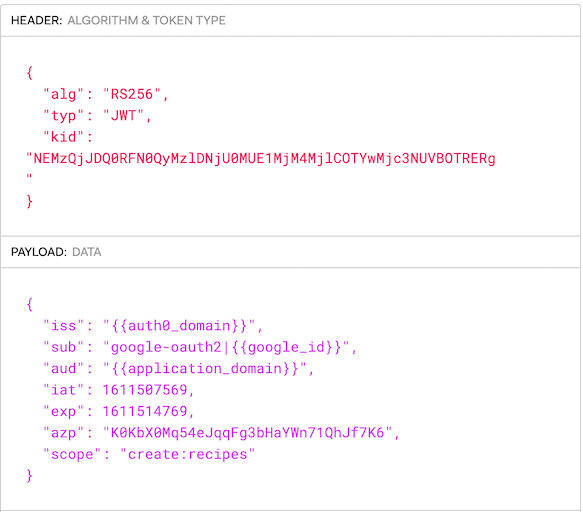 HEADER: ALGORITHM & TOKEN TYPE
{
"alg": "RS256",
"typ": "JWT",
"kid":
"NEMzQjJDQ0RFN0QyMzlDNjU0MUE1MjM4MjlCOTYwMjc3NUVBOTRERg
"
}
PAYLOAD: DATA
{
"iss": "{{auth0_domain}}",
"sub": "google-oauth2|{{google_id}}",
"aud": "{{application_domain}}",
"iat": 1611507569,
"exp": 1611514769,
"azp": "K0KbX0Mq54eJqqFg3bHaYWn71QhJf7K6",
"scope": "create:recipes"
}